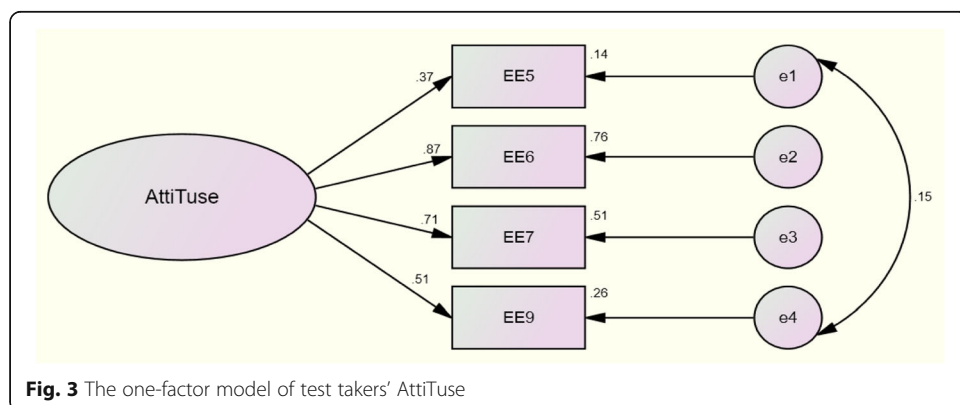 .14
.37
EE5
e1
.76
.87
EE6
e2
AttiTuse
.15
.51
.71
EE7
e3
.26
.51
EE9
e4
Fig. 3 The one-factor model of test takers’ AttiTuse